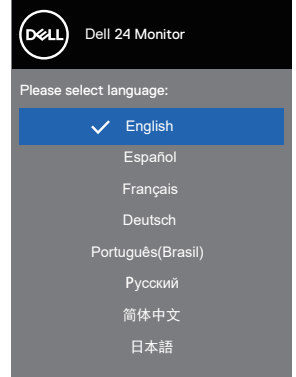 DELL
Dell 24 Monitor
Please select language:
English
Español
Français
Deutsch
Português(Brasil)
Русский
简体中文
日本語